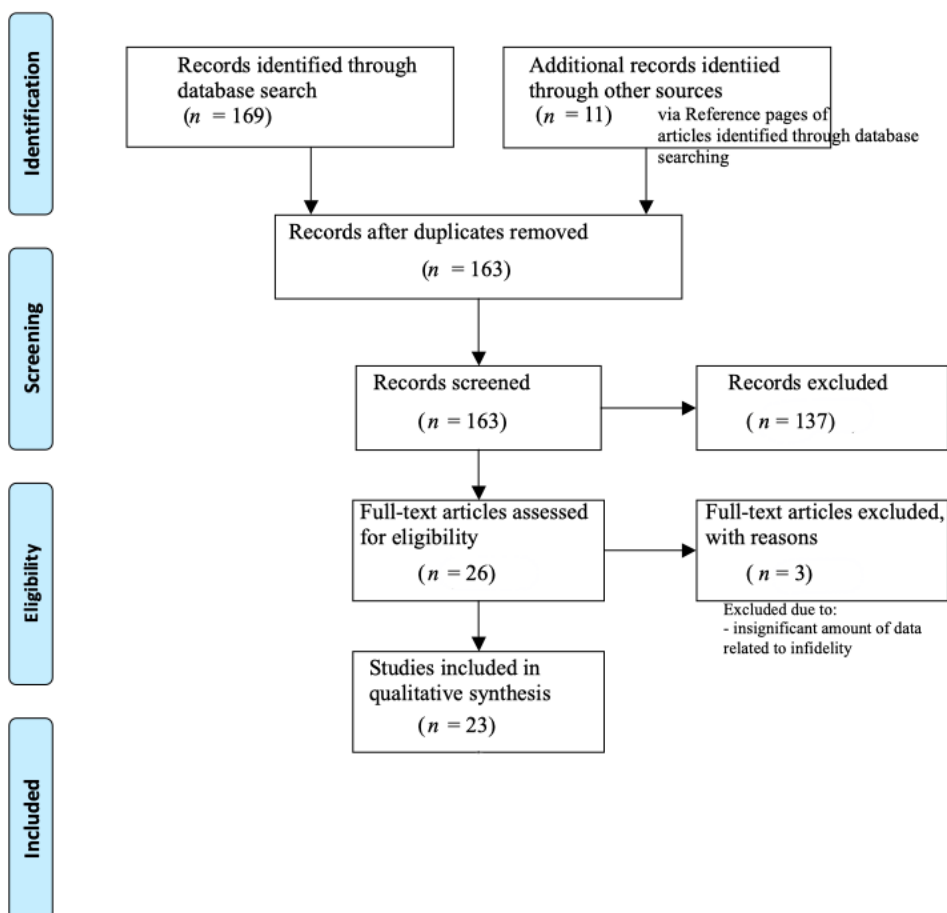 Identification
Records identified through
database search
(n = 169)
Additional records identiied
through other sources
(n = 11)
via Reference pages of
articles identified through database
searching
Records after duplicates removed
(n = 163)
Screening
Records screened
(n = 163)
Records excluded
( n = 137)
Eligibility
Full-text articles assessed
for eligibility
(n = 26)
Full-text articles excluded,
with reasons
( n = 3)
Excluded due to:
- insignificant amount of data
related to infidelity
Studies included in
qualitative synthesis
(n = 23)
Included